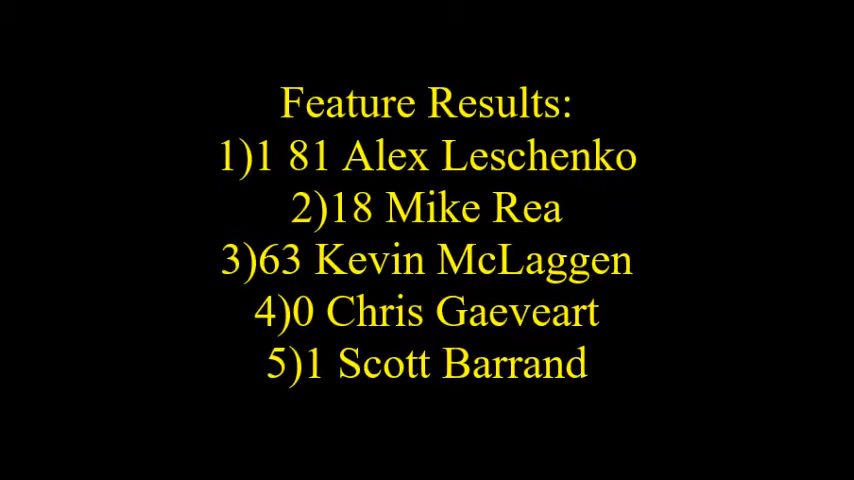 Feature Results:
1)1 81 Alex Leschenko
2)18 Mike Rea
3)63 Kevin McLaggen
4)0 Chris Gaeveart
5)1 Scott Barrand